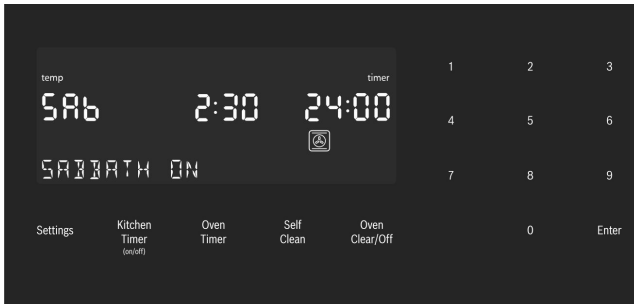 temp timer
SAb 2:30 24:00
SABBATH ON
1 2 3
4 5 6
7 8 9
0 Enter
Settings
Kitchen
Timer
(on/off)
Oven
Timer
Self
Clean
Oven
Clear/Off